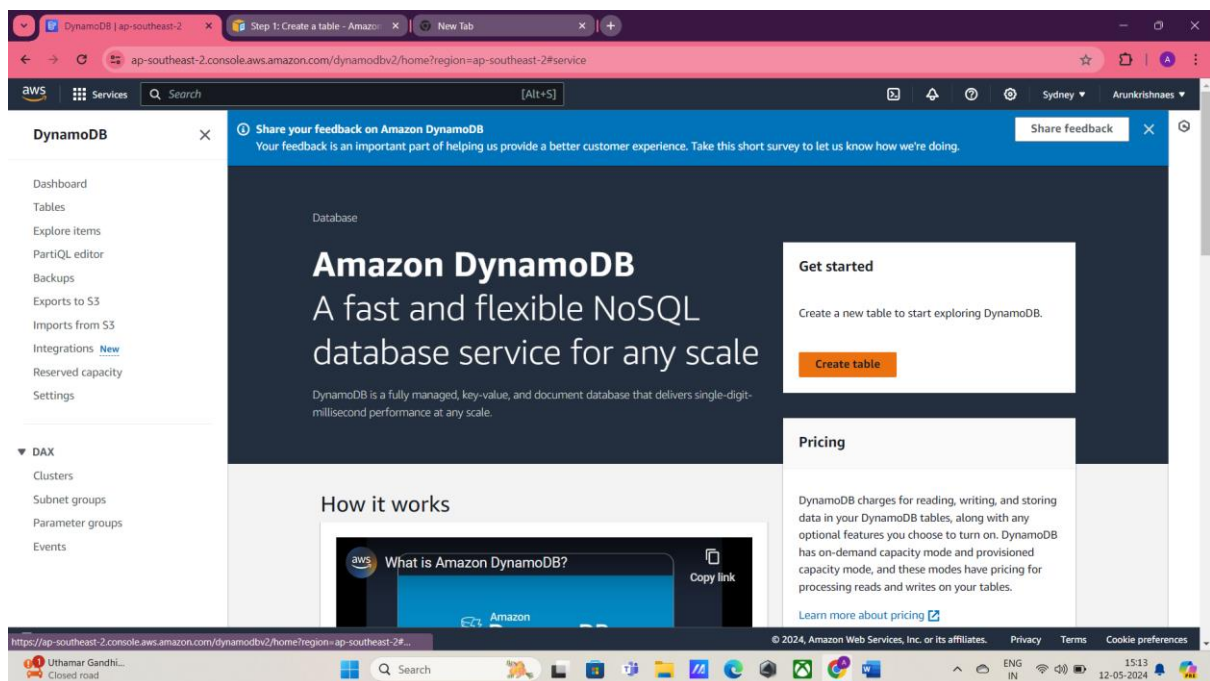 DynamoDB | ap-southeast-2
Step 1: Create a table - Amazon
New Tab
ap-southeast-2.console.aws.amazon.com/dynamodbv2/home?region=ap-southeast-2#service
A
aws
Services
Search
[Alt+S]
Sydney
Arunkrishnaes
DynamoDB
Share your feedback on Amazon DynamoDB
Your feedback is an important part of helping us provide a better customer experience. Take this short survey to let us know how we're doing.
Share feedback
Dashboard
Tables
Explore items
PartiQL editor
Backups
Exports to S3
Imports from S3
Integrations New
Reserved capacity
Settings
DAX
Clusters
Subnet groups
Parameter groups
Events
Database
Amazon DynamoDB
A fast and flexible NoSQL
database service for any scale
DynamoDB is a fully managed, key-value, and document database that delivers single-digit-
millisecond performance at any scale.
Get started
Create a new table to start exploring DynamoDB.
Create table
Pricing
DynamoDB charges for reading, writing, and storing
data in your DynamoDB tables, along with any
optional features you choose to turn on. DynamoDB
has on-demand capacity mode and provisioned
capacity mode, and these modes have pricing for
processing reads and writes on your tables.
Learn more about pricing
How it works
aws
What is Amazon DynamoDB?
Copy link
Amazon
https://ap-southeast-2.console.aws.amazon.com/dynamodbv2/home?region=ap-southeast-2#...
© 2024, Amazon Web Services, Inc. or its affiliates.
Privacy
Terms
Cookie preferences
Uthamar Gandhi...
Closed road
Search
ENG
IN
15:13
12-05-2024